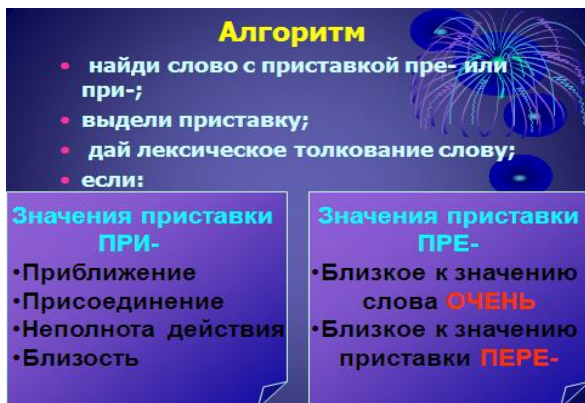 Алгоритм
• найди слово с приставкой пре- или
при-;
• выдели приставку;
• дай лексическое толкование слову;
• если:
Значения приставки
ПРИ-
•Приближение
•Присоединение
•Неполнота действия
•Близость
Значения приставки
ПРЕ-
•Близкое к значению
слова ОЧЕНЬ
•Близкое к значению
приставки ПЕРЕ-